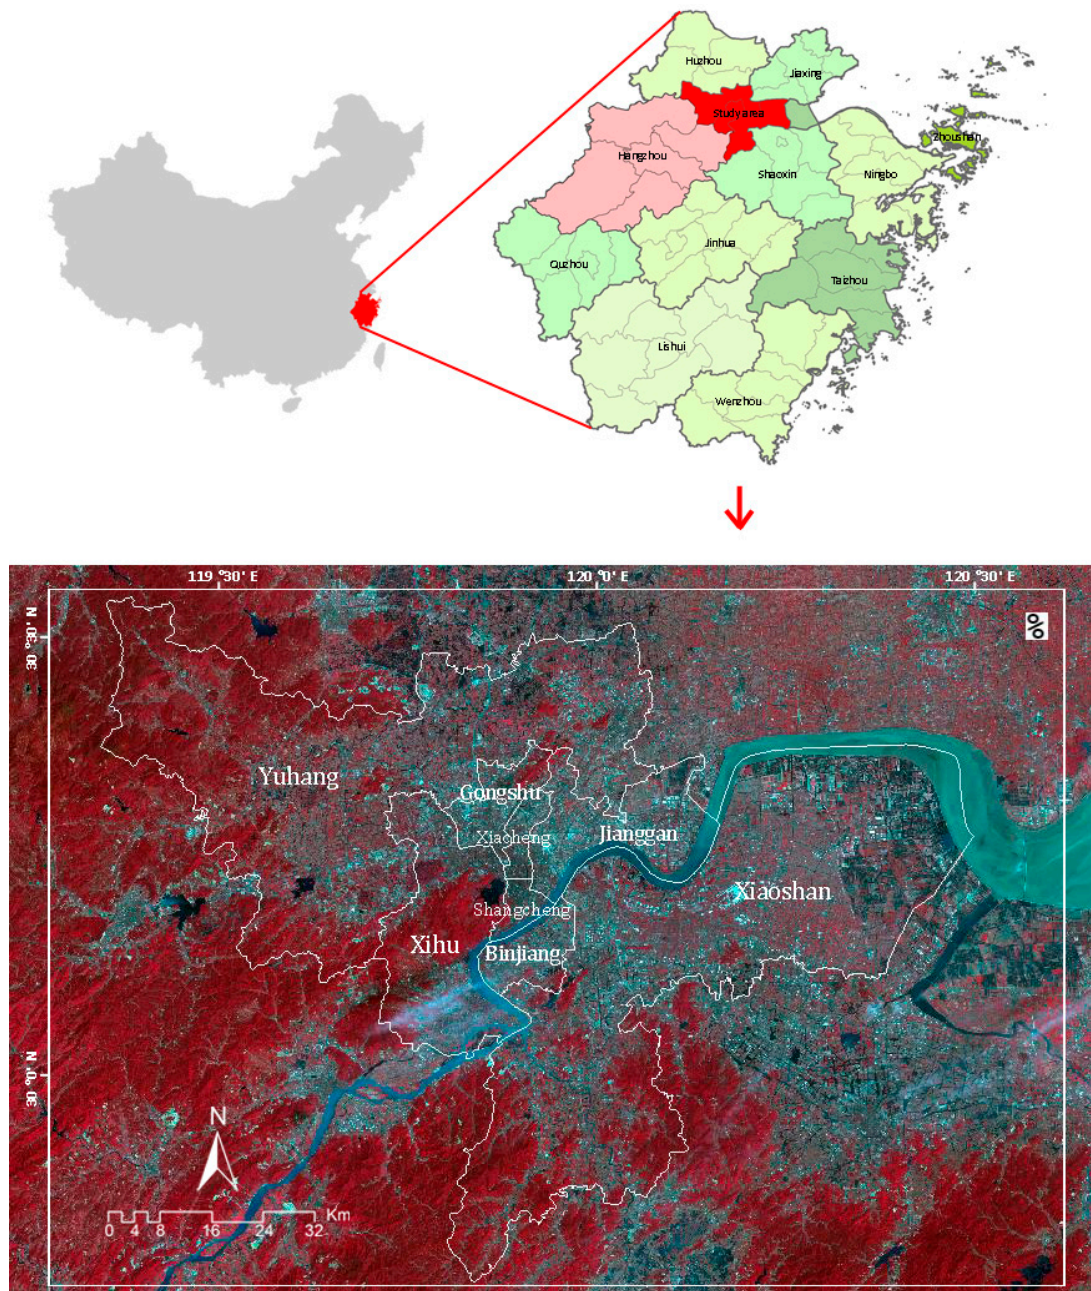 Huzhou
Jiaxing
Study area
Zhoushan
Hangzhou
Shaoxin
Ningbo
Jinhua
Quzhou
Taizhou
Lishui
Wenzhou
119 °30' E
120 °0' E
120 °30' E
30 °30' N
%
Yuhang
Gongshu
Xiacheng
Jianggan
Xiaoshan
Shangcheng
Xihu
Binjiang
30 °0' N
N
Km
0 4 8 16 24 32